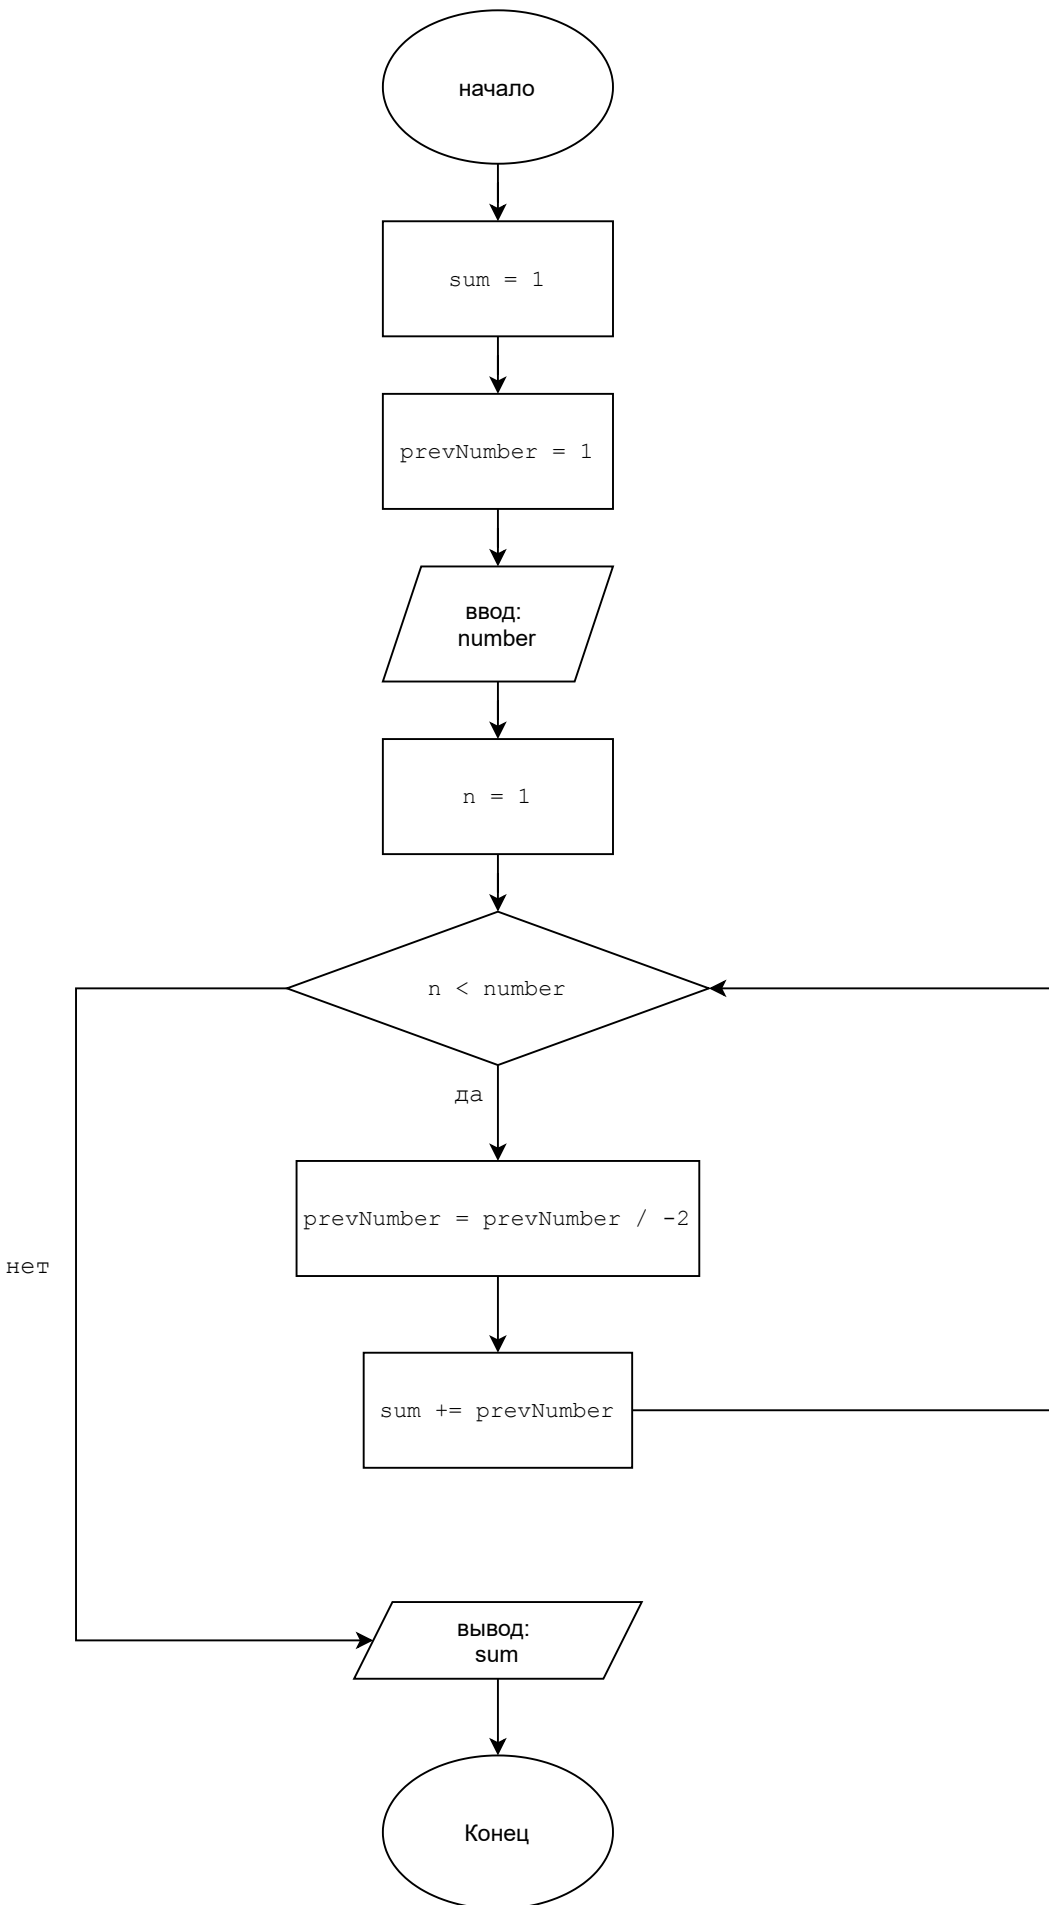 начало
sum = 1
prevNumber = 1
ввод:
number
n = 1
n < number
да
prevNumber = prevNumber / -2
нет
sum += prevNumber
вывод:
sum
Конец